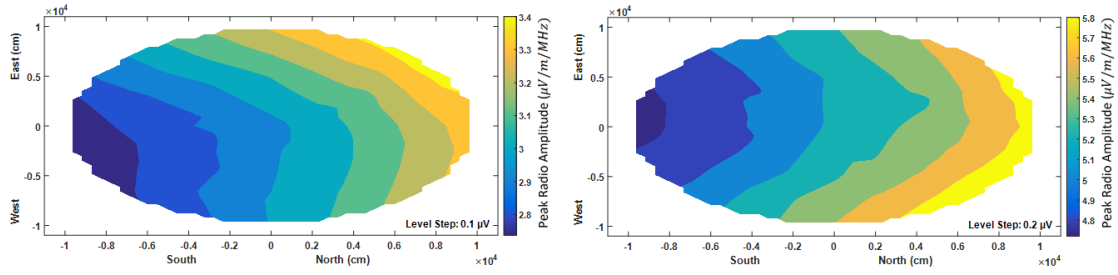 ×10⁴
1
0.5
0
-0.5
-1
East (cm)
West
-1 -0.8 -0.6 -0.4 -0.2 0 0.2 0.4 0.6 0.8 1
×10⁴
South North (cm)
Level Step: 0.1 µV
3.4
3.3
3.2
3.1
3
2.9
2.8
Peak Radio Amplitude (µV/m/MHz)
×10⁴
1
0.5
0
-0.5
-1
East (cm)
West
-1 -0.8 -0.6 -0.4 -0.2 0 0.2 0.4 0.6 0.8 1
×10⁴
South North (cm)
Level Step: 0.2 µV
5.8
5.7
5.6
5.5
5.4
5.3
5.2
5.1
5
4.9
4.8
Peak Radio Amplitude (µV/m/MHz)